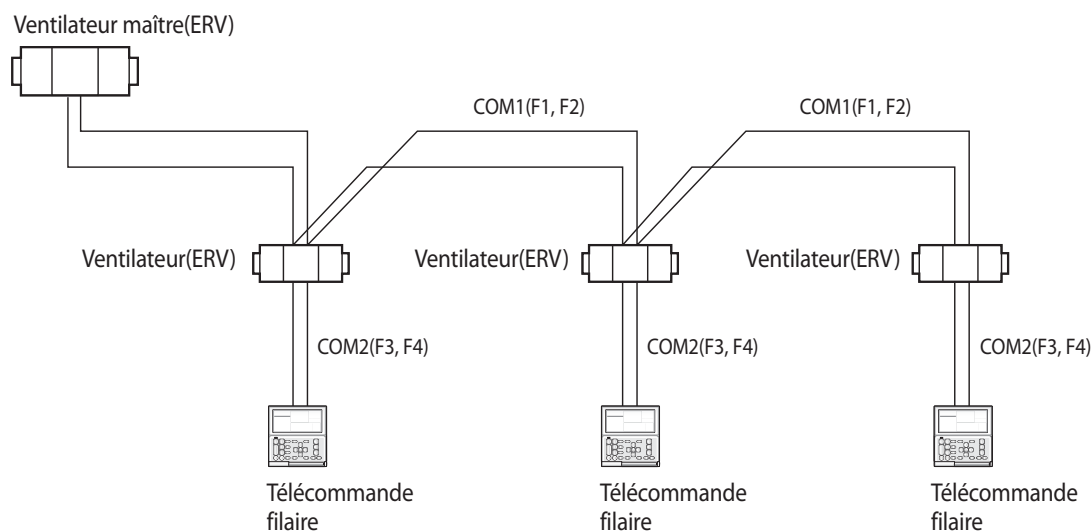 Ventilateur maître(ERV)
COM1(F1, F2)
COM1(F1, F2)
Ventilateur(ERV)
Ventilateur(ERV)
Ventilateur(ERV)
COM2(F3, F4)
COM2(F3, F4)
COM2(F3, F4)
Télécommande
filaire
Télécommande
filaire
Télécommande
filaire